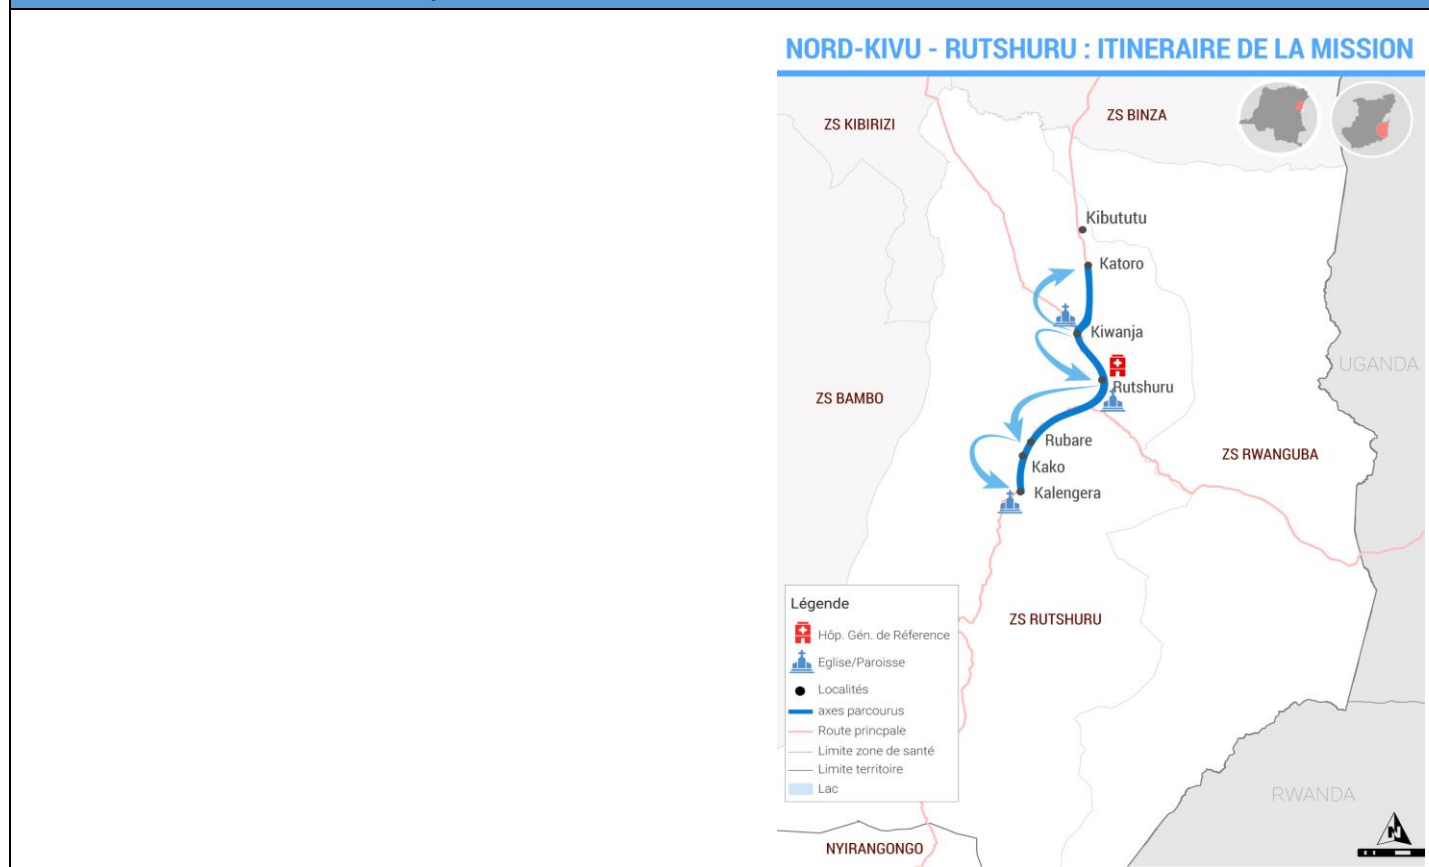 NORD-KIVU - RUTSHURU : ITINERAIRE DE LA MISSION
ZS KIBIRIZI
ZS BINZA
Kibututu
Katoro
Kiwanja
UGANDA
Rutshuru
ZS BAMBO
Rubare
ZS RWANGUBA
Kako
Kalengera
Légende
Hôp. Gén. de Réference
Eglise/Paroisse
Localités
axes parcourus
Route princpale
Limite zone de santé
Limite territoire
Lac
ZS RUTSHURU
RWANDA
NYIRANGONGO
N